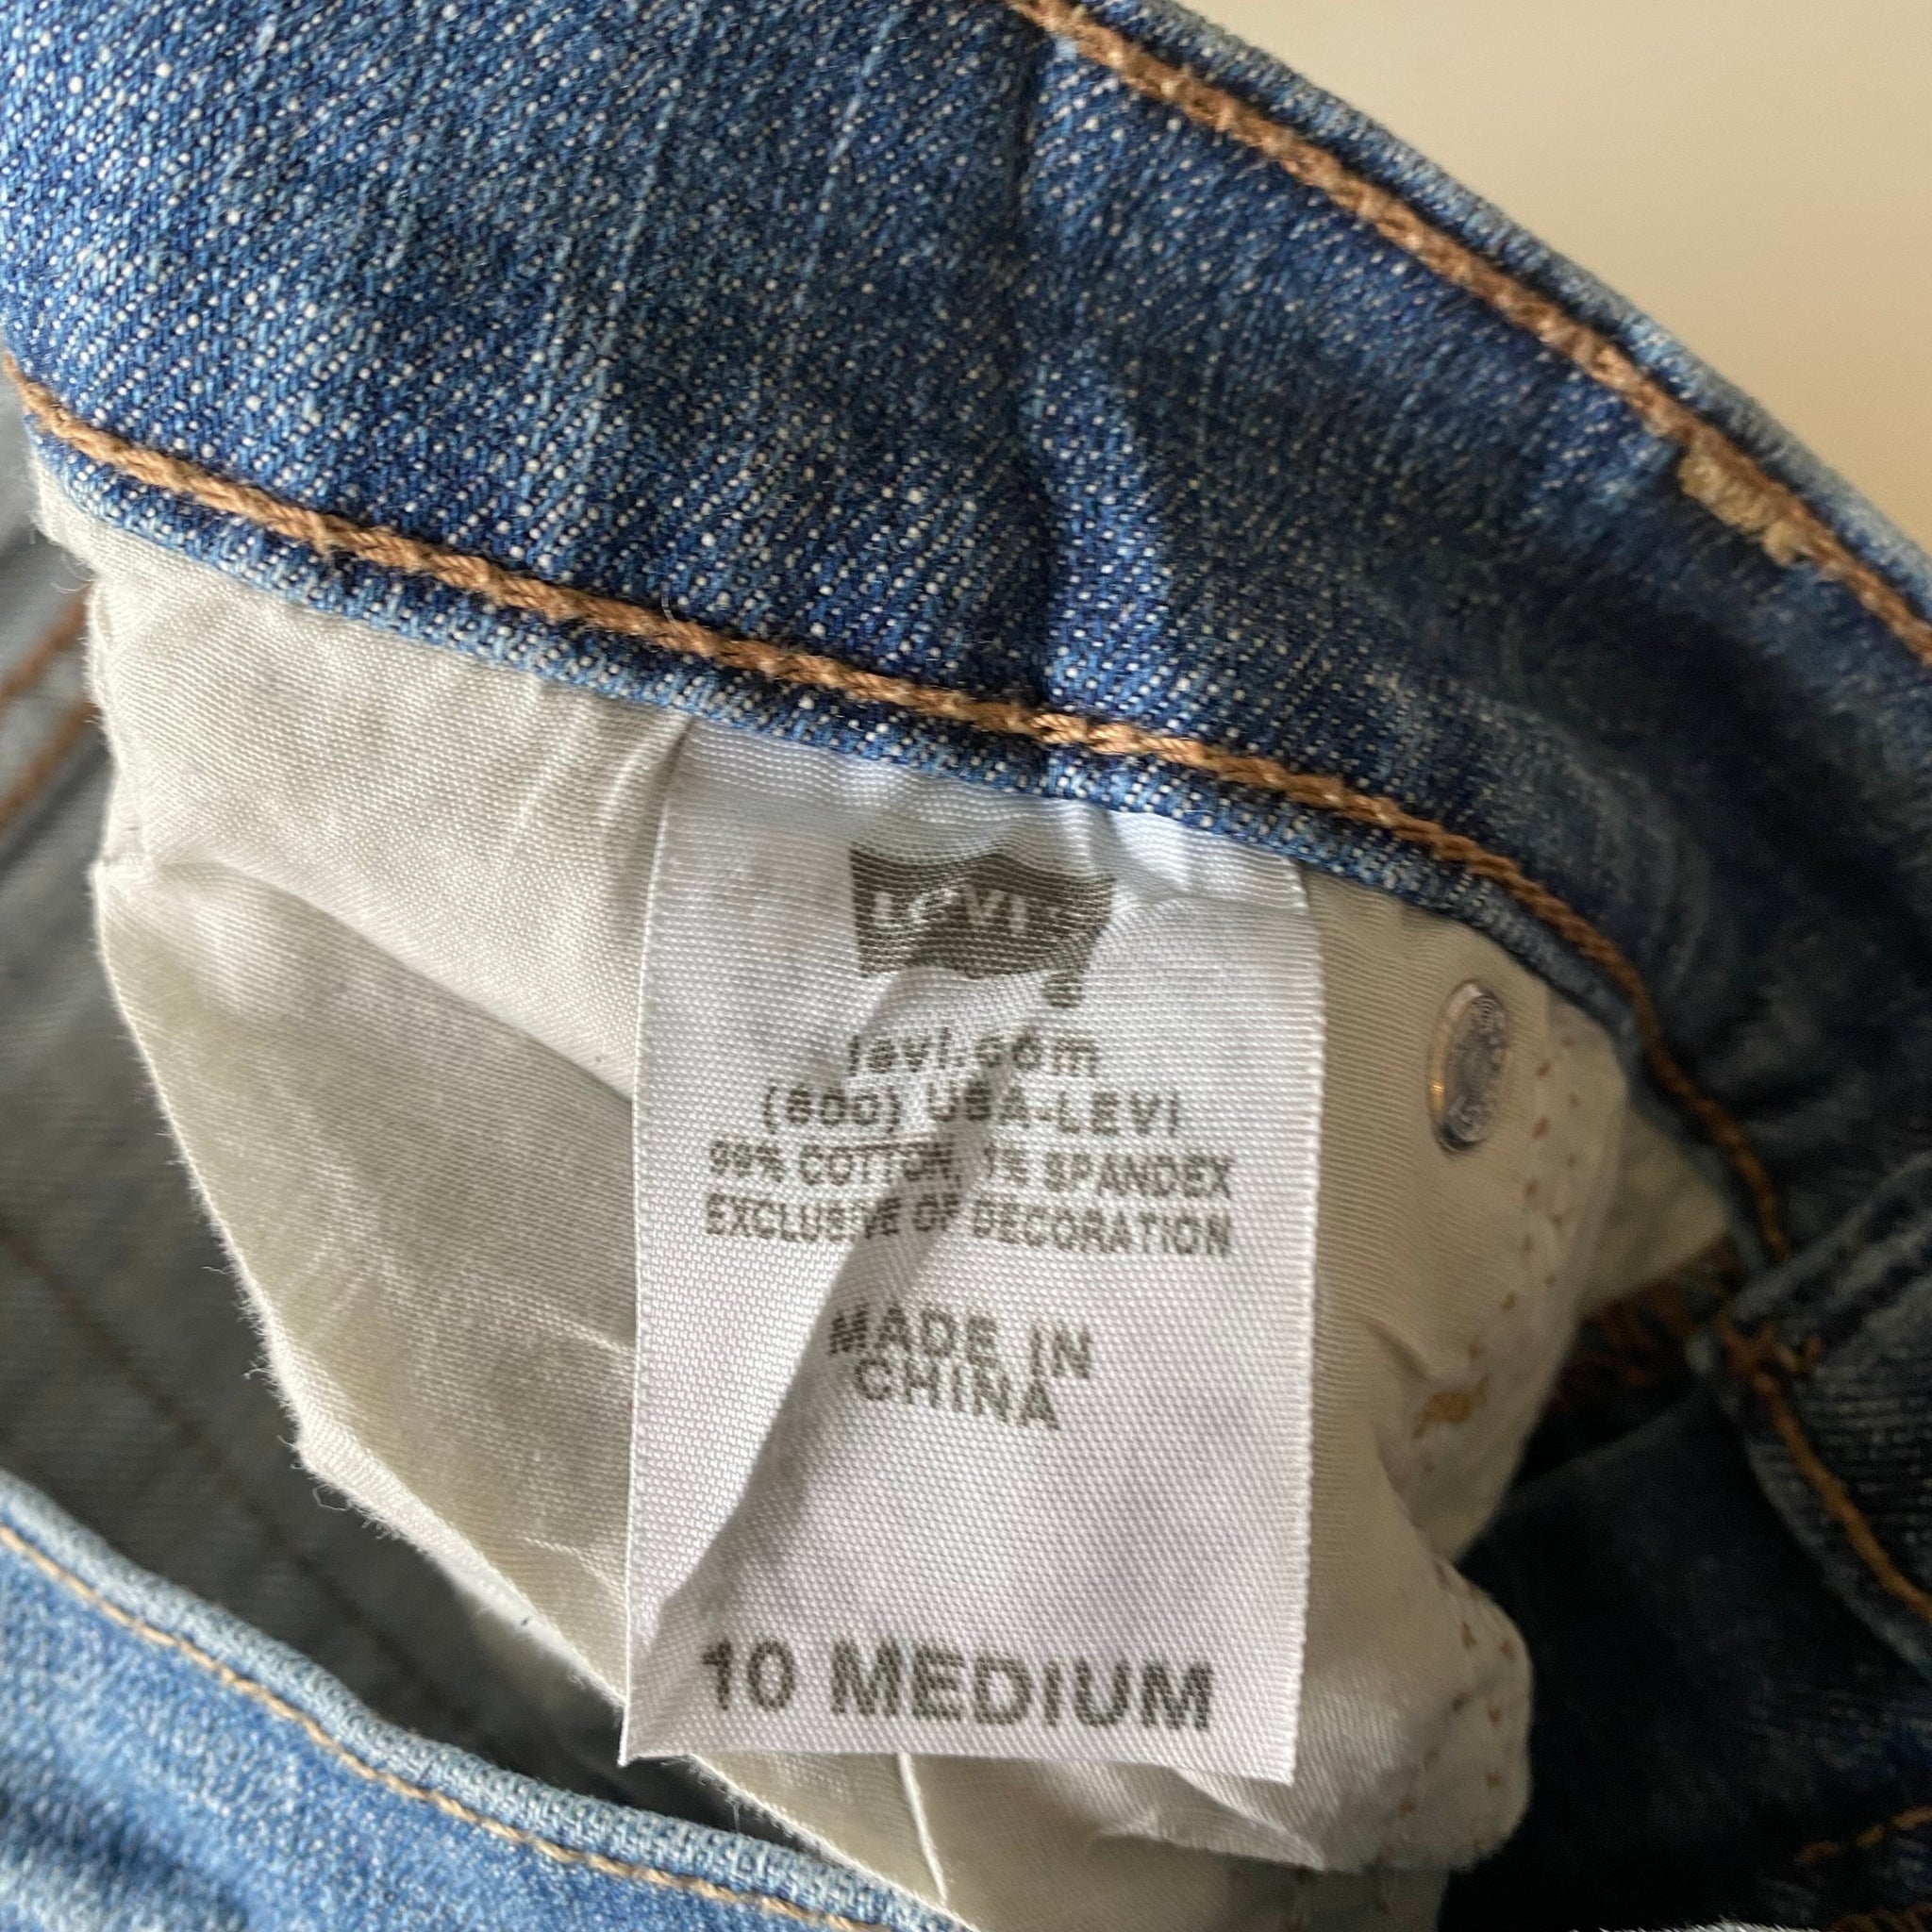 LEVI'S
®
levi.com
(800) USA-LEVI
99% COTTON, 1% SPANDEX
EXCLUSIVE OF DECORATION
MADE IN
CHINA
10 MEDIUM